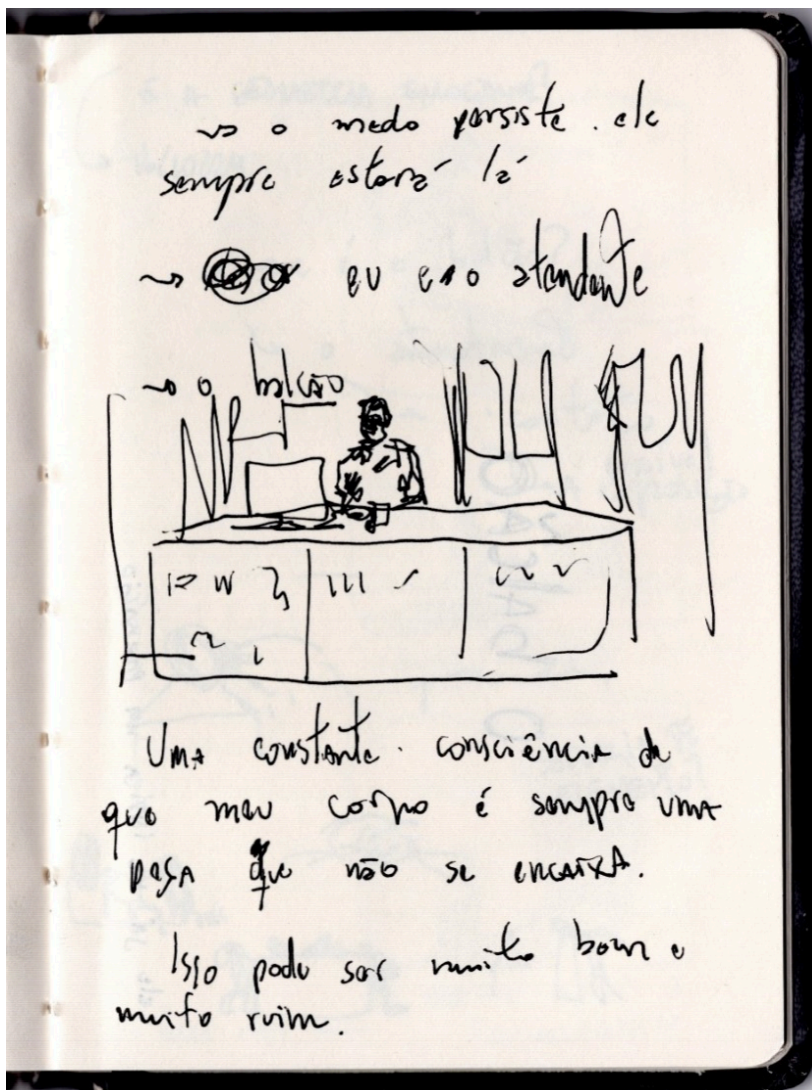 → o medo persiste. ele
sempre estará lá
→ eu e o atendente
→ o balcão
Uma constante. consciência de
que meu corpo é sempre uma
peça que não se encaixa.
Isso pode ser muito bom e
muito ruim.